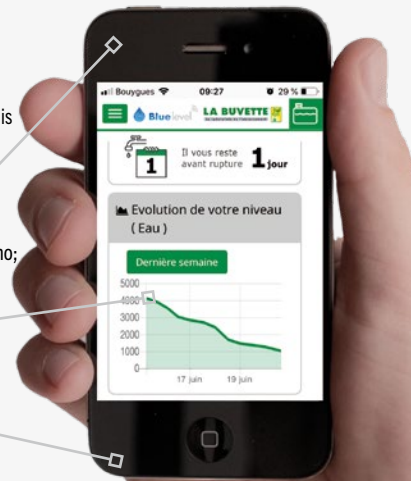 is
no;
Bouygues 09:27 29 %
Bluelevel LA BUVETTE
1 Il vous reste
avant rupture 1 jour
Evolution de votre niveau
( Eau )
Dernière semaine
5000
4000
3000
2000
1000
0
17 juin 19 juin